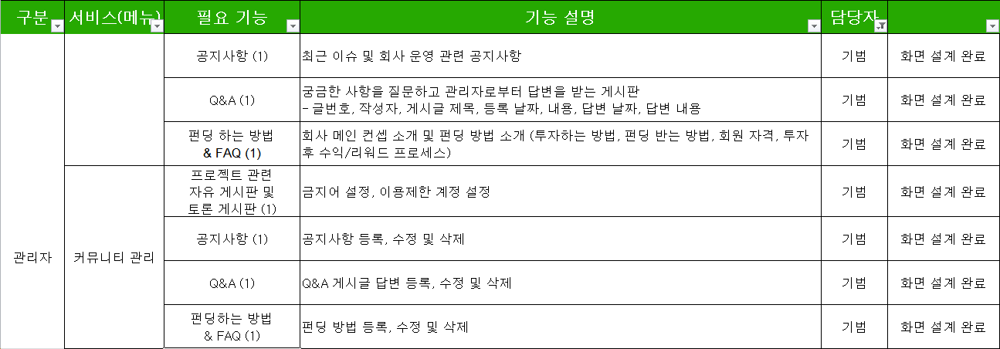 구분 서비스(메뉴) 필요 기능 기능 설명 담당자
공지사항 (1) 최근 이슈 및 회사 운영 관련 공지사항 기범 화면 설계 완료
Q&A (1) 궁금한 사항을 질문하고 관리자로부터 답변을 받는 게시판
- 글번호, 작성자, 게시글 제목, 등록 날짜, 내용, 답변 날짜, 답변 내용 기범 화면 설계 완료
펀딩 하는 방법
& FAQ (1) 회사 메인 컨셉 소개 및 펀딩 방법 소개 (투자하는 방법, 펀딩 받는 방법, 회원 자격, 투자
후 수익/리워드 프로세스) 기범 화면 설계 완료
관리자 커뮤니티 관리
프로젝트 관련
자유 게시판 및
토론 게시판 (1) 금지어 설정, 이용제한 계정 설정 기범 화면 설계 완료
공지사항 (1) 공지사항 등록, 수정 및 삭제 기범 화면 설계 완료
Q&A (1) Q&A 게시글 답변 등록, 수정 및 삭제 기범 화면 설계 완료
펀딩하는 방법
& FAQ (1) 펀딩 방법 등록, 수정 및 삭제 기범 화면 설계 완료